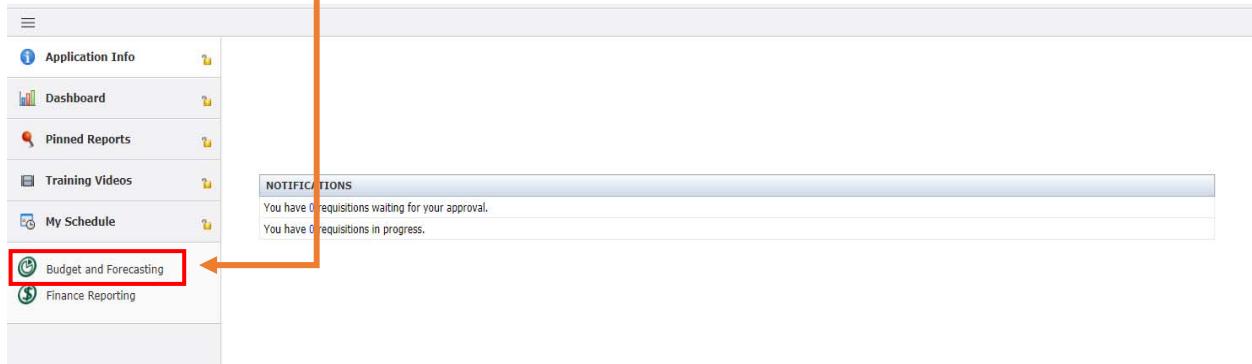 Application Info
Dashboard
Pinned Reports
Training Videos
NOTIFICATIONS
You have 0 requisitions waiting for your approval.
My Schedule
You have 0 requisitions in progress.
Budget and Forecasting
Finance Reporting